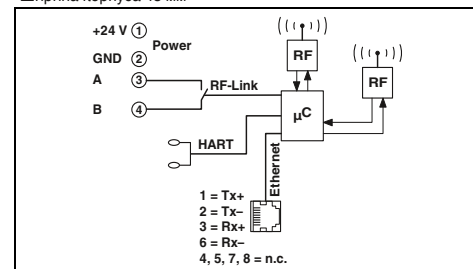 +24 V 1
Power
GND 2
A 3
RF-Link
B 4
RF
RF
µC
HART
Ethernet
1 = Tx+
2 = Tx–
3 = Rx+
6 = Rx–
4, 5, 7, 8 = n.c.